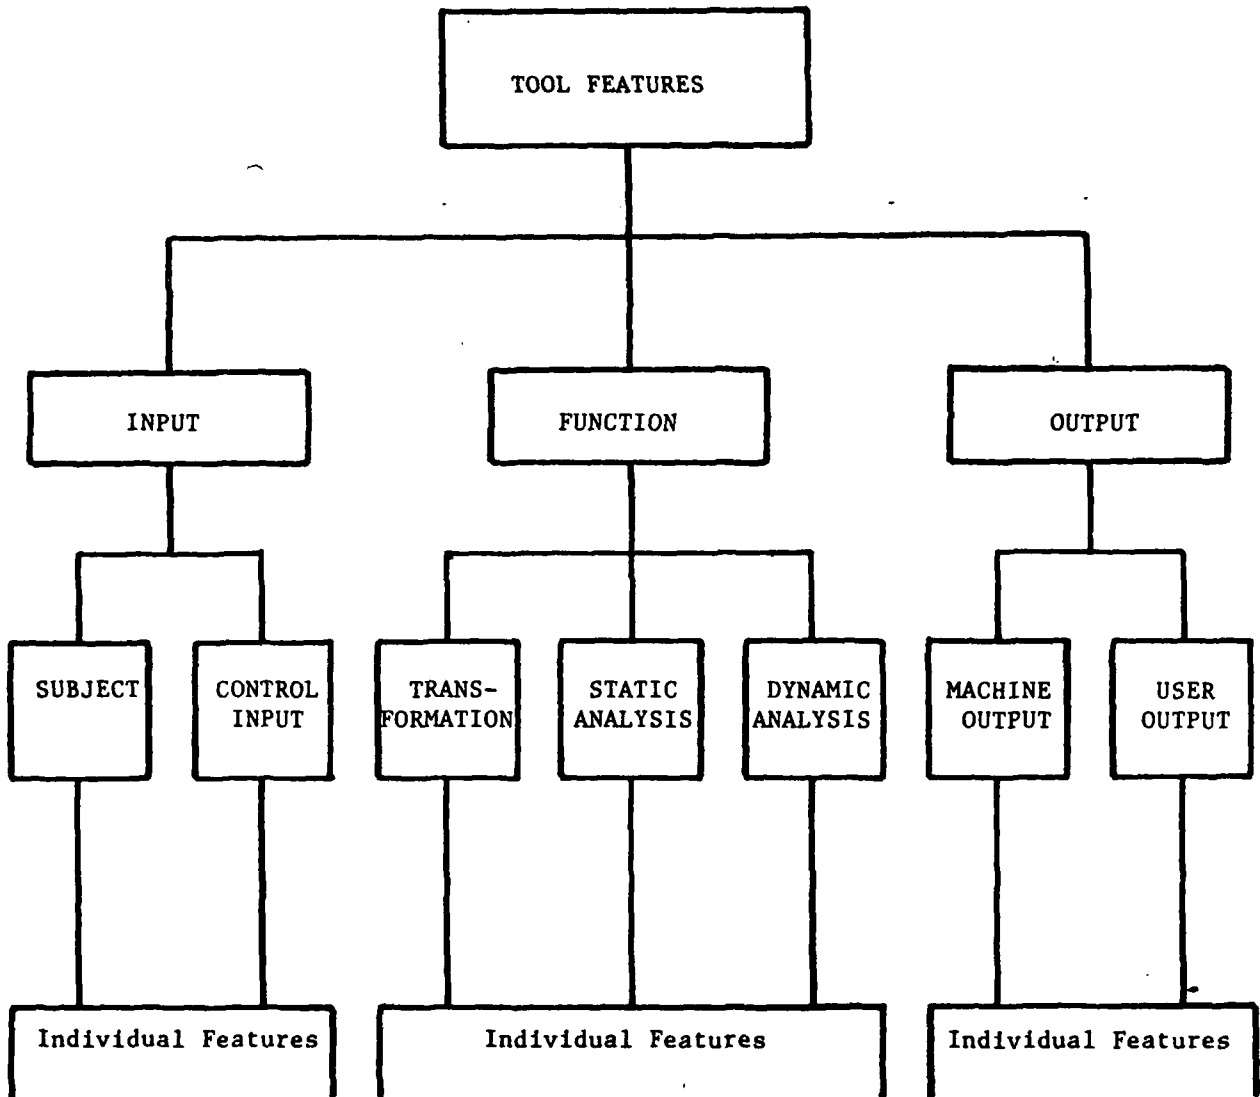 TOOL FEATURES
INPUT
FUNCTION
OUTPUT
SUBJECT
CONTROL
INPUT
TRANS-
FORMATION
STATIC
ANALYSIS
DYNAMIC
ANALYSIS
MACHINE
OUTPUT
USER
OUTPUT
Individual Features
Individual Features
Individual Features